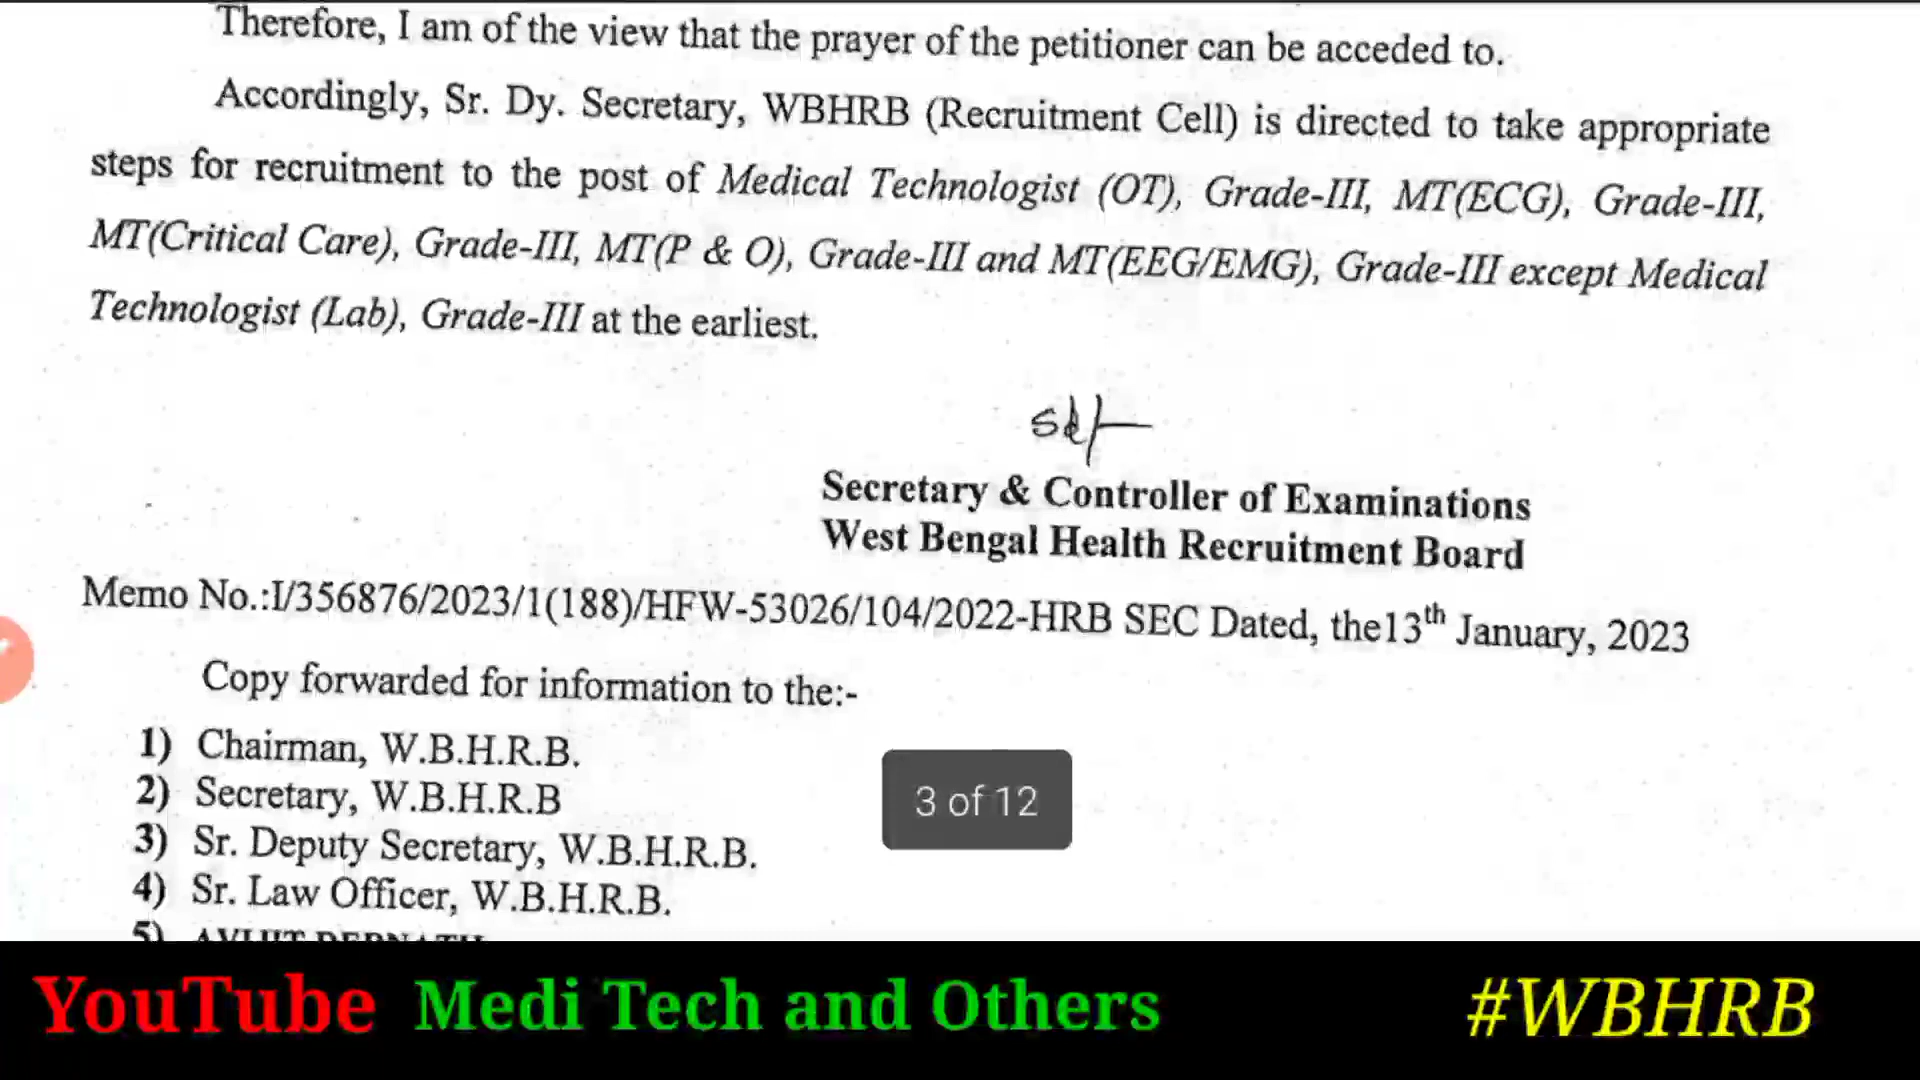 Therefore, I am of the view that the prayer of the petitioner can be acceded to.
Accordingly, Sr. Dy. Secretary, WBHRB (Recruitment Cell) is directed to take appropriate
steps for recruitment to the post of Medical Technologist (OT), Grade-III, MT(ECG), Grade-III,
MT(Critical Care), Grade-III, MT(P & O), Grade-III and MT(EEG/EMG), Grade-III except Medical
Technologist (Lab), Grade-III at the earliest.
Sd/-
Secretary & Controller of Examinations
West Bengal Health Recruitment Board
Memo No.:I/356876/2023/1(188)/HFW-53026/104/2022-HRB SEC Dated, the13th January, 2023
Copy forwarded for information to the:-
1) Chairman, W.B.H.R.B.
2) Secretary, W.B.H.R.B
3) Sr. Deputy Secretary, W.B.H.R.B.
4) Sr. Law Officer, W.B.H.R.B.
5)
3 of 12
YouTube Medi Tech and Others #WBHRB